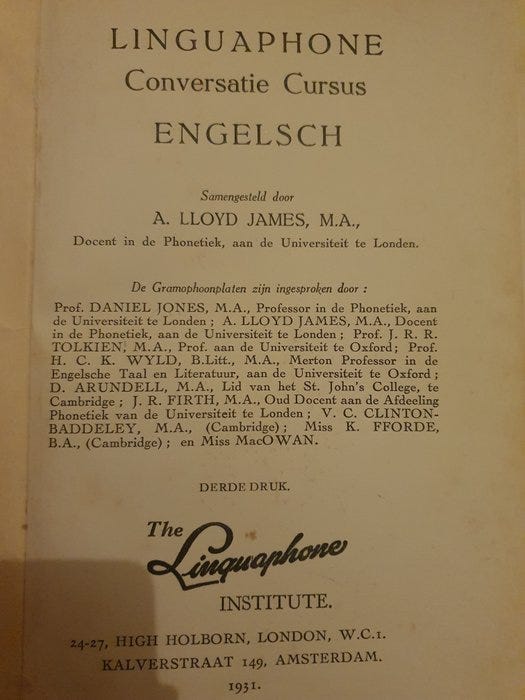 LINGUAPHONE
Conversatie Cursus
ENGELSCH
Samengesteld door
A. LLOYD JAMES, M.A.,
Docent in de Phonetiek, aan de Universiteit te Londen.
De Gramophoonplaten zijn ingesproken door :
Prof. DANIEL JONES, M.A., Professor in de Phonetiek, aan
de Universiteit te Londen ; A. LLOYD JAMES, M.A., Docent
in de Phonetiek, aan de Universiteit te Londen ; Prof. J. R. R.
TOLKIEN, M.A., Prof. aan de Universiteit te Oxford ; Prof.
H. C. K. WYLD, B.Litt., M.A., Merton Professor in de
Engelsche Taal en Literatuur, aan de Universiteit te Oxford ;
D. ARUNDELL, M.A., Lid van het St. John's College, te
Cambridge ; J. R. FIRTH, M.A., Oud Docent aan de Afdeeling
Phonetiek van de Universiteit te Londen ; V. C. CLINTON-
BADDELEY, M.A., (Cambridge) ; Miss K. FFORDE,
B.A., (Cambridge) ; en Miss MacOWAN.
DERDE DRUK.
The
Linguaphone
INSTITUTE.
24-27, HIGH HOLBORN, LONDON, W.C.1.
KALVERSTRAAT 149, AMSTERDAM.
1931.